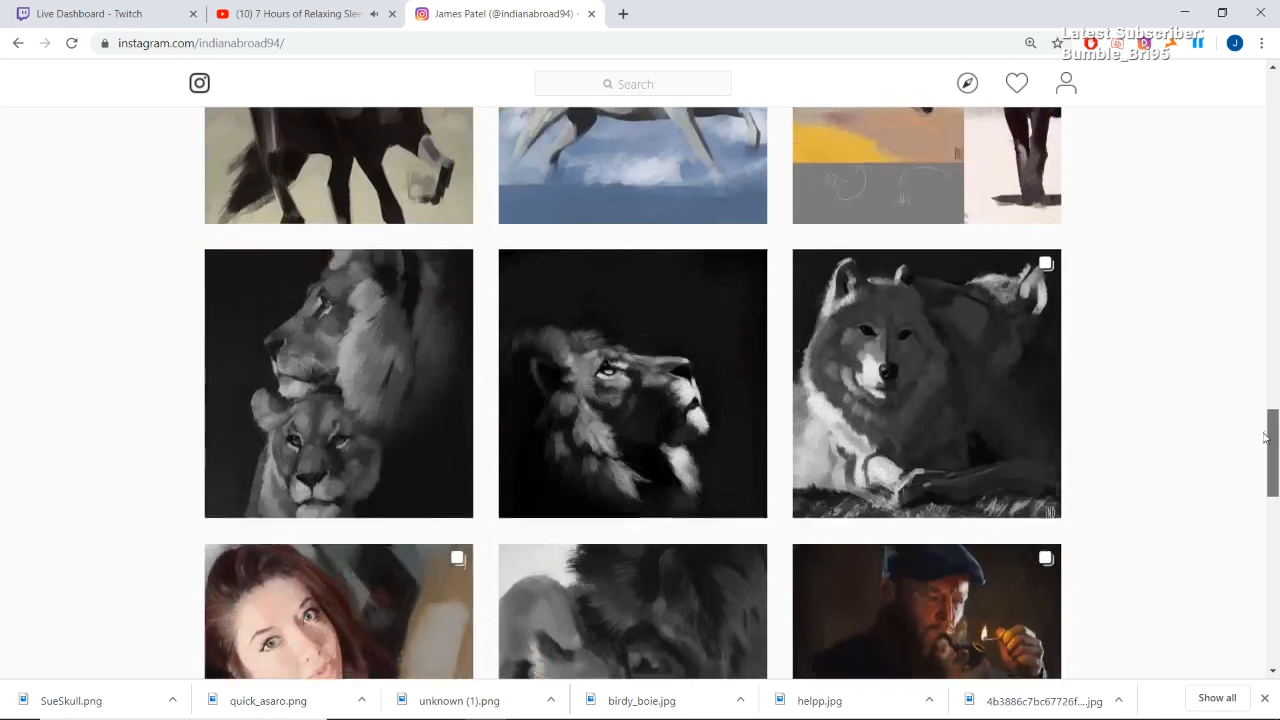 Live Dashboard - Twitch
(10) 7 Hours of Relaxing Slee
James Patel (@indianabroad94) ·
instagram.com/indianabroad94/
Latest Subscriber:
Bumble_Bri95
J
Search
SueSkull.png
quick_asaro.png
unknown (1).png
birdy_boie.jpg
helpp.jpg
4b3886c7bc67726f....jpg
Show all